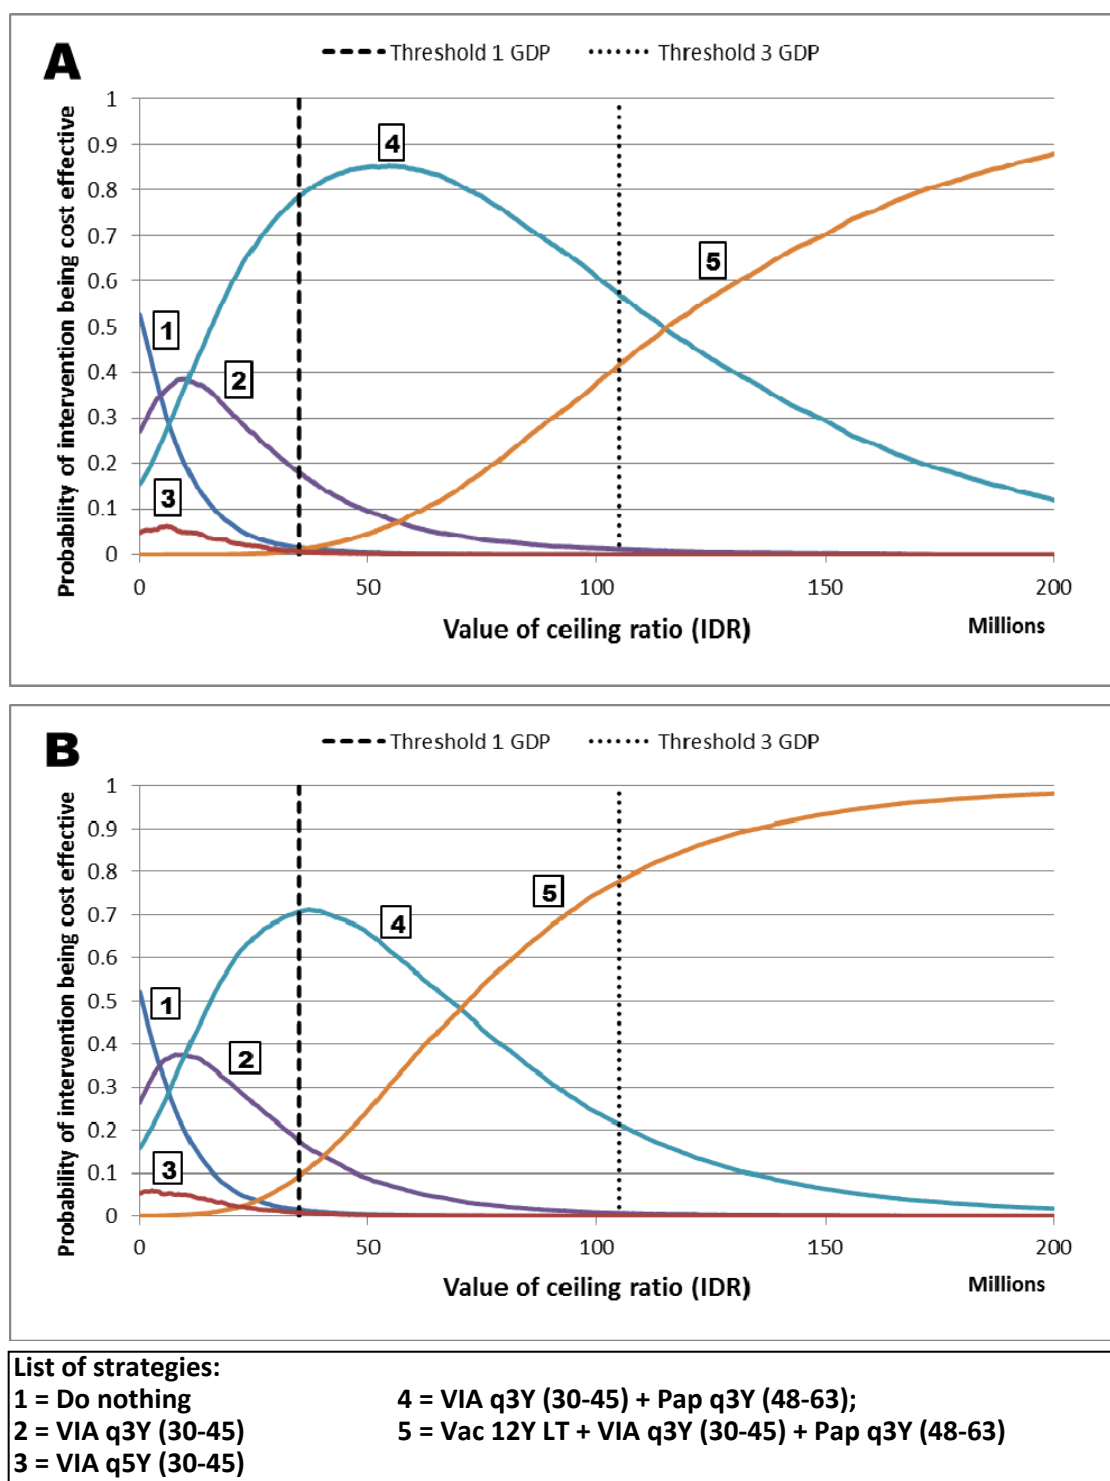 A
Threshold 1 GDP
Threshold 3 GDP
Probability of intervention being cost effective
1
0.9
0.8
0.7
0.6
0.5
0.4
0.3
0.2
0.1
0
4
5
1
2
3
0
50
100
150
200
Value of ceiling ratio (IDR)
Millions
B
Threshold 1 GDP
Threshold 3 GDP
Probability of intervention being cost effective
1
0.9
0.8
0.7
0.6
0.5
0.4
0.3
0.2
0.1
0
5
4
1
2
3
0
50
100
150
200
Value of ceiling ratio (IDR)
Millions
List of strategies:
1 = Do nothing
4 = VIA q3Y (30-45) + Pap q3Y (48-63);
2 = VIA q3Y (30-45)
5 = Vac 12Y LT + VIA q3Y (30-45) + Pap q3Y (48-63)
3 = VIA q5Y (30-45)